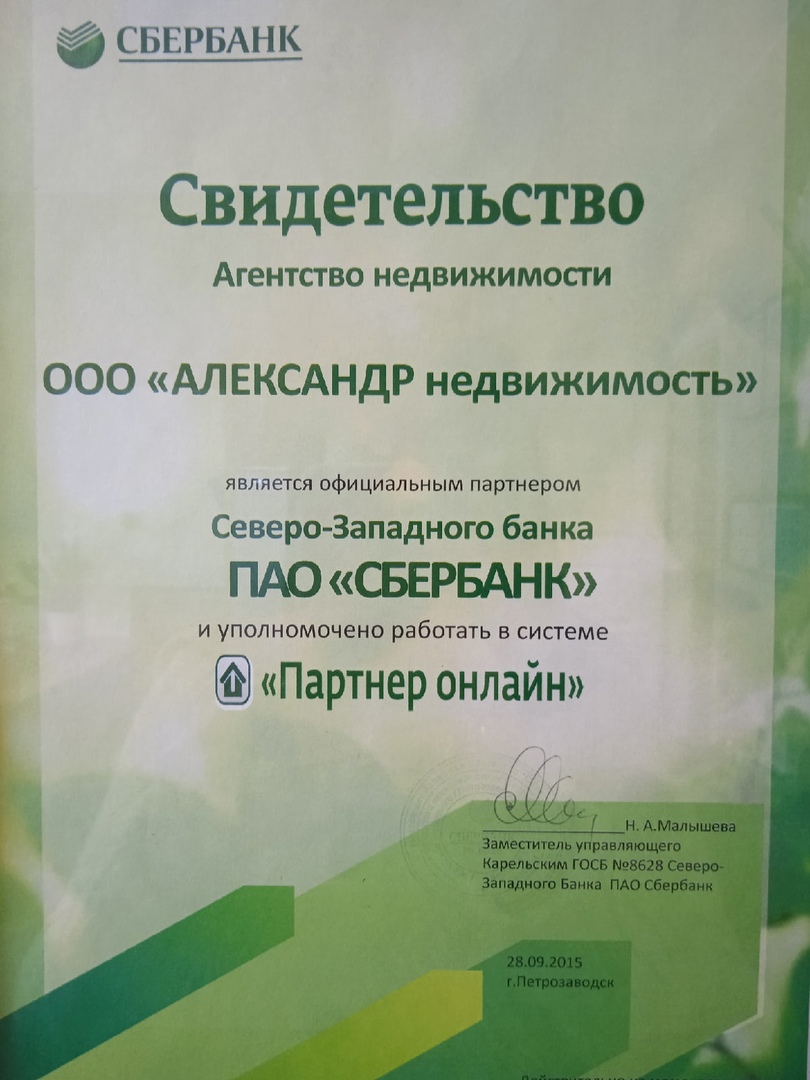 СБЕРБАНК
Свидетельство
Агентство недвижимости
ООО «АЛЕКСАНДР недвижимость»
является официальным партнером
Северо-Западного банка
ПАО «СБЕРБАНК»
и уполномочено работать в системе
«Партнер онлайн»
Н. А.Малышева
Заместитель управляющего
Карельским ГОСБ №8628 Северо-
Западного Банка ПАО Сбербанк
28.09.2015
г.Петрозаводск